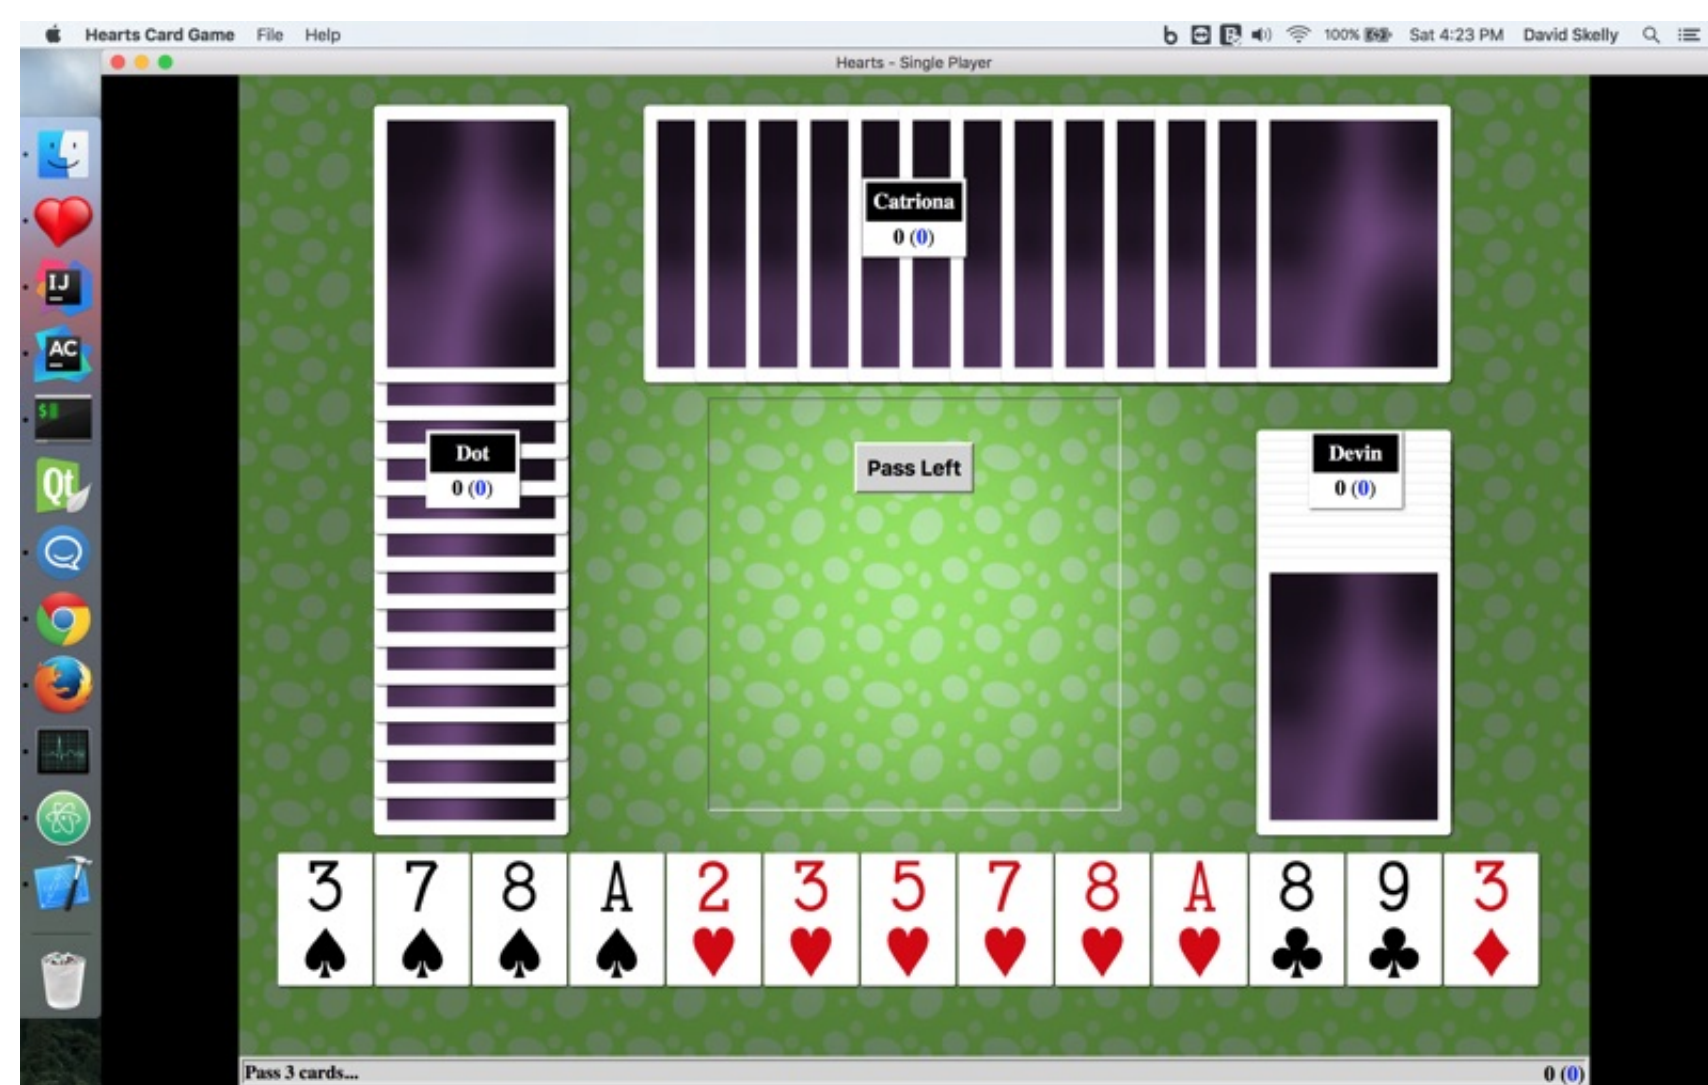 Hearts Card Game File Help 100% Sat 4:23 PM David Skelly
Hearts - Single Player
Catriona
0 (0)
IJ
AC
$
Qt
Dot
0 (0)
Pass Left
Devin
0 (0)
3 7 8 A 2 3 5 7 8 A 8 9 3
Pass 3 cards... 0 (0)